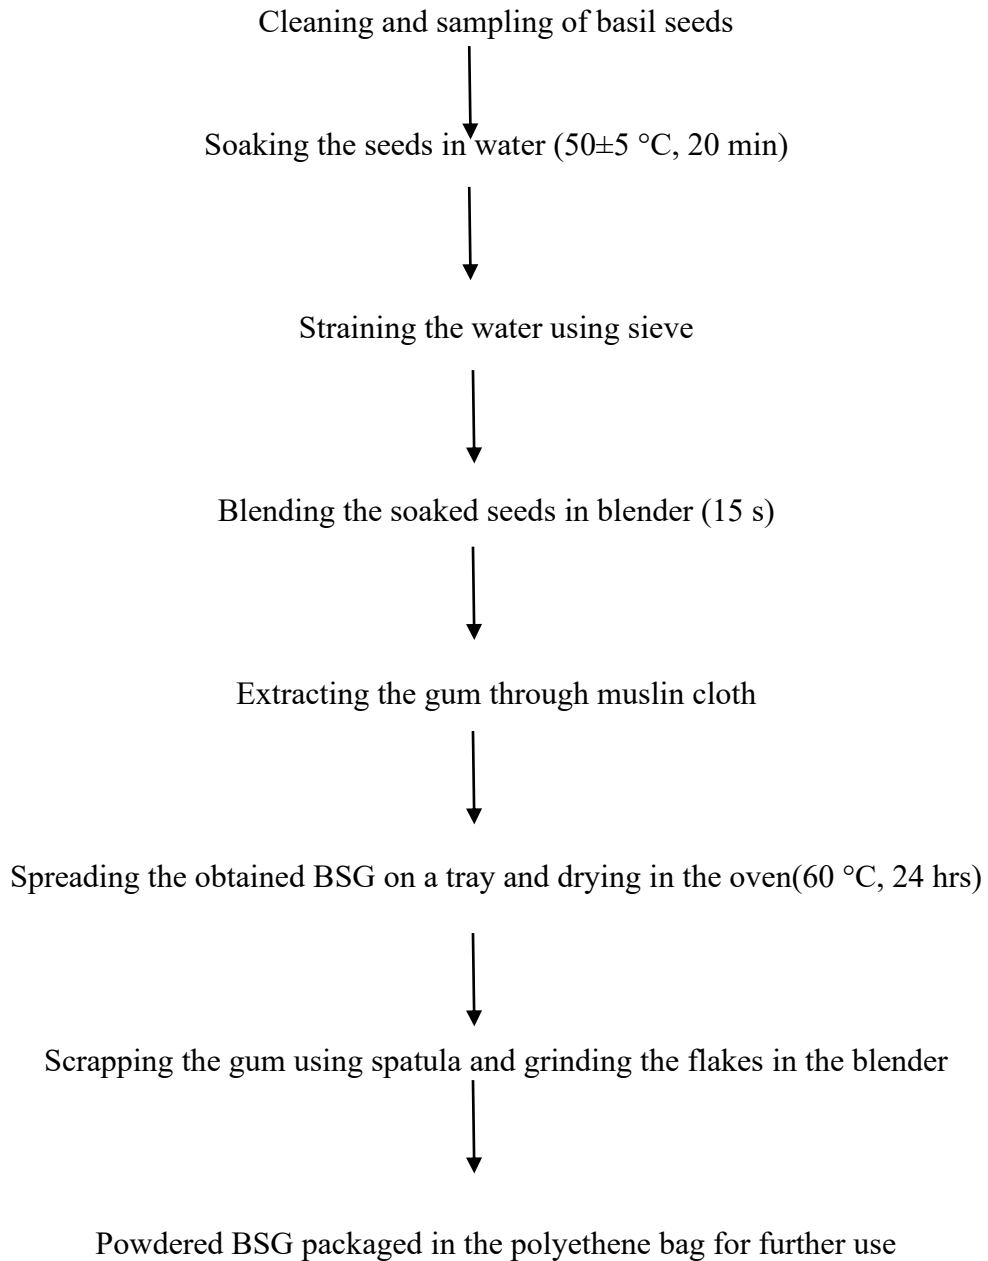 Cleaning and sampling of basil seeds
Soaking the seeds in water (50±5 °C, 20 min)
Straining the water using sieve
Blending the soaked seeds in blender (15 s)
Extracting the gum through muslin cloth
Spreading the obtained BSG on a tray and drying in the oven(60 °C, 24 hrs)
Scrapping the gum using spatula and grinding the flakes in the blender
Powdered BSG packaged in the polyethene bag for further use